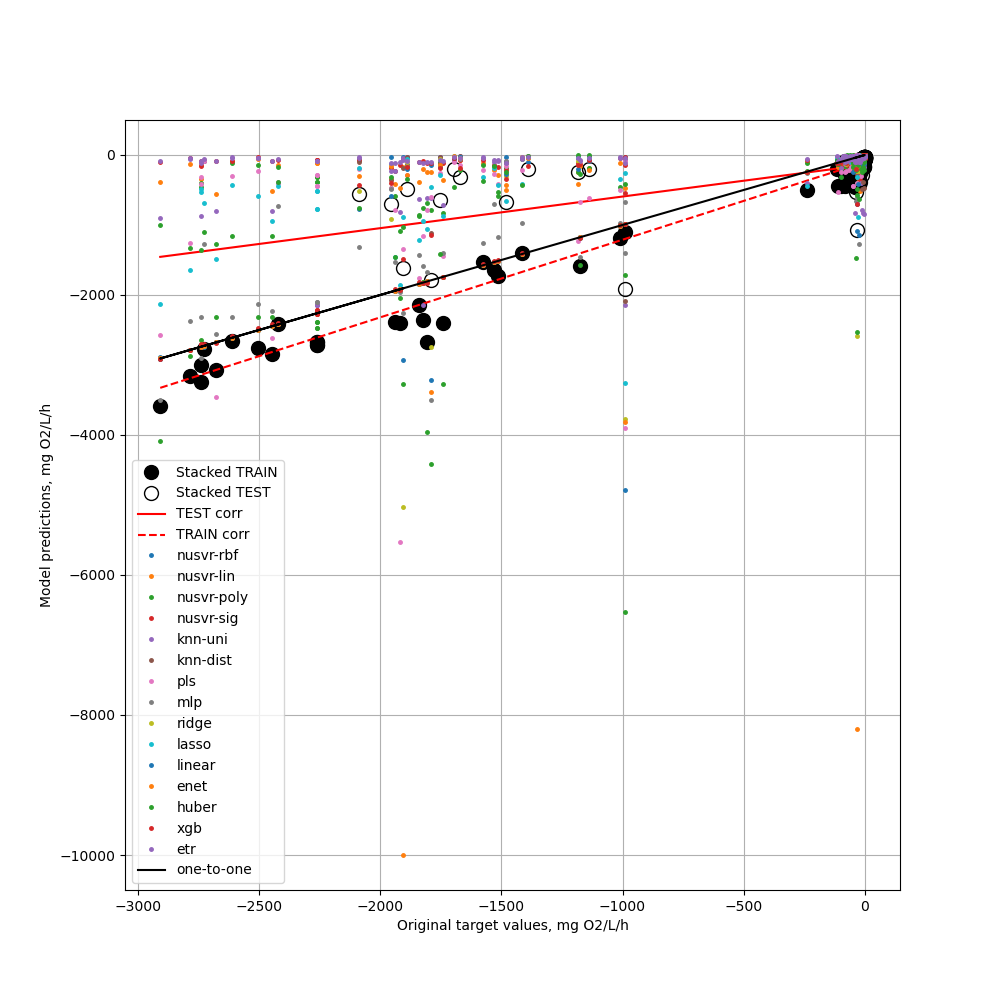 0
−2000
−4000
−6000
−8000
−10000
Model predictions, mg O2/L/h
Stacked TRAIN
Stacked TEST
TEST corr
TRAIN corr
nusvr-rbf
nusvr-lin
nusvr-poly
nusvr-sig
knn-uni
knn-dist
pls
mlp
ridge
lasso
linear
enet
huber
xgb
etr
one-to-one
−3000 −2500 −2000 −1500 −1000 −500 0
Original target values, mg O2/L/h